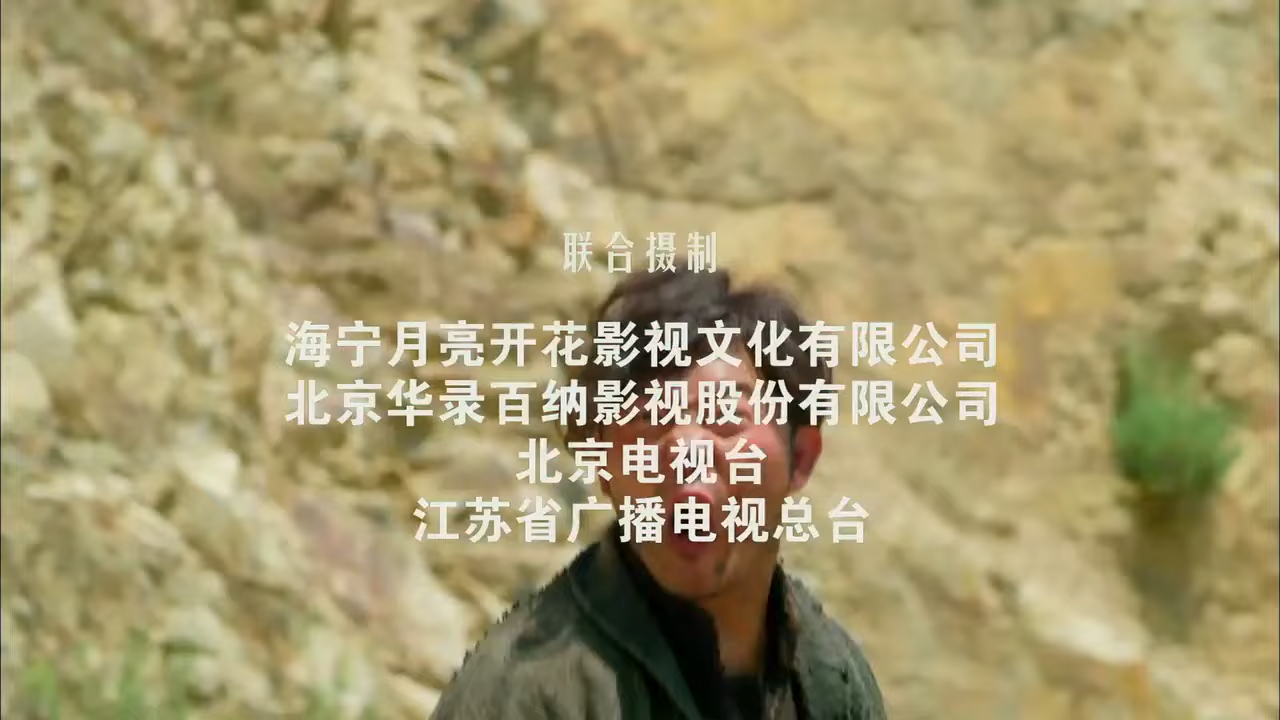 联合摄制
海宁月亮开花影视文化有限公司
北京华录百纳影视股份有限公司
北京电视台
江苏省广播电视总台